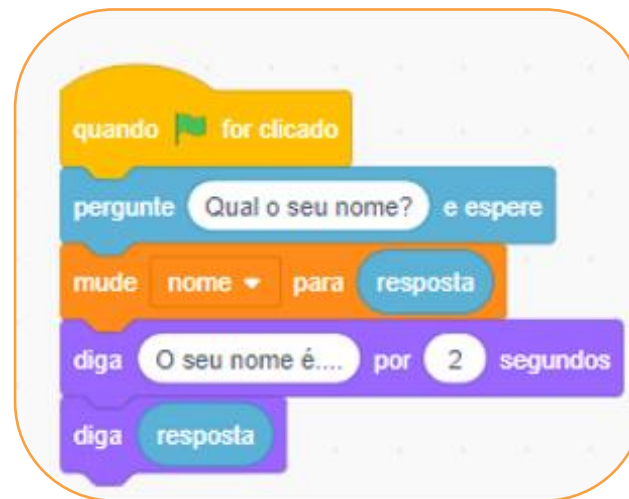 quando for clicado
pergunte Qual o seu nome? e espere
mude nome para resposta
diga O seu nome é.... por 2 segundos
diga resposta